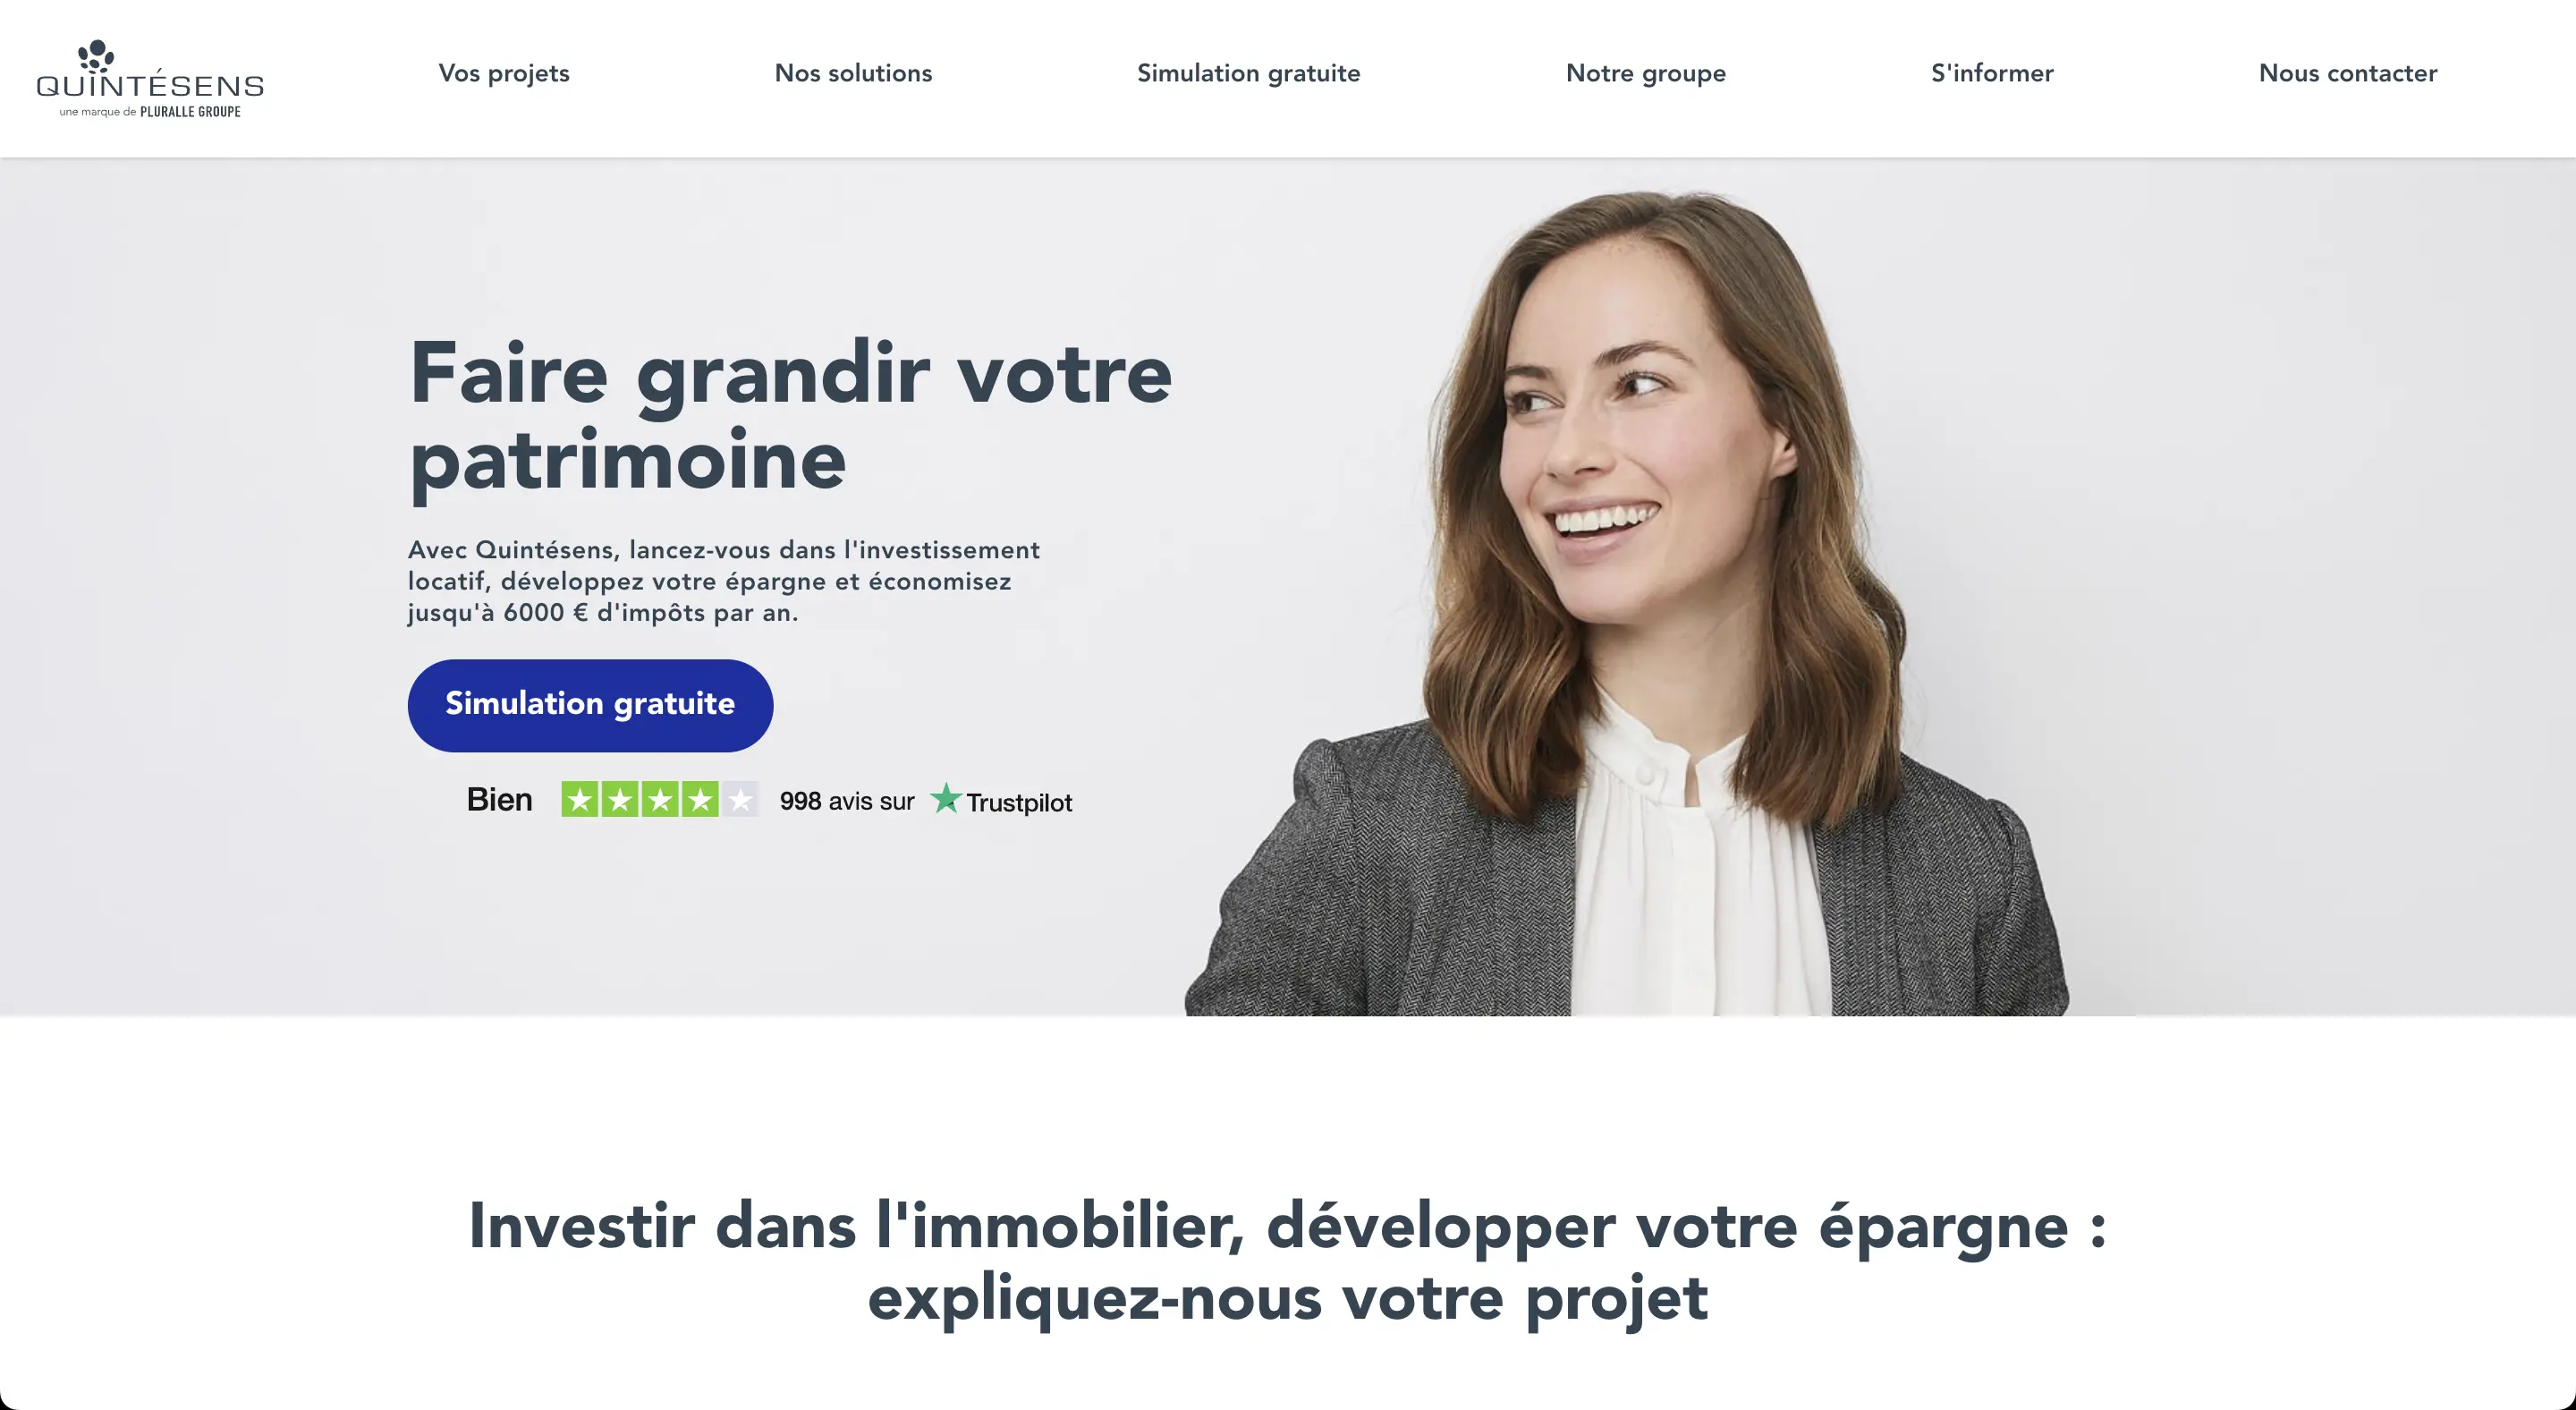 QUINTÉSENS
une marque de PLURALLE GROUPE
Vos projets
Nos solutions
Simulation gratuite
Notre groupe
S'informer
Nous contacter
Faire grandir votre
patrimoine
Avec Quintésens, lancez-vous dans l'investissement
locatif, développez votre épargne et économisez
jusqu'à 6000 € d'impôts par an.
Simulation gratuite
Bien 998 avis sur Trustpilot
Investir dans l'immobilier, développer votre épargne :
expliquez-nous votre projet